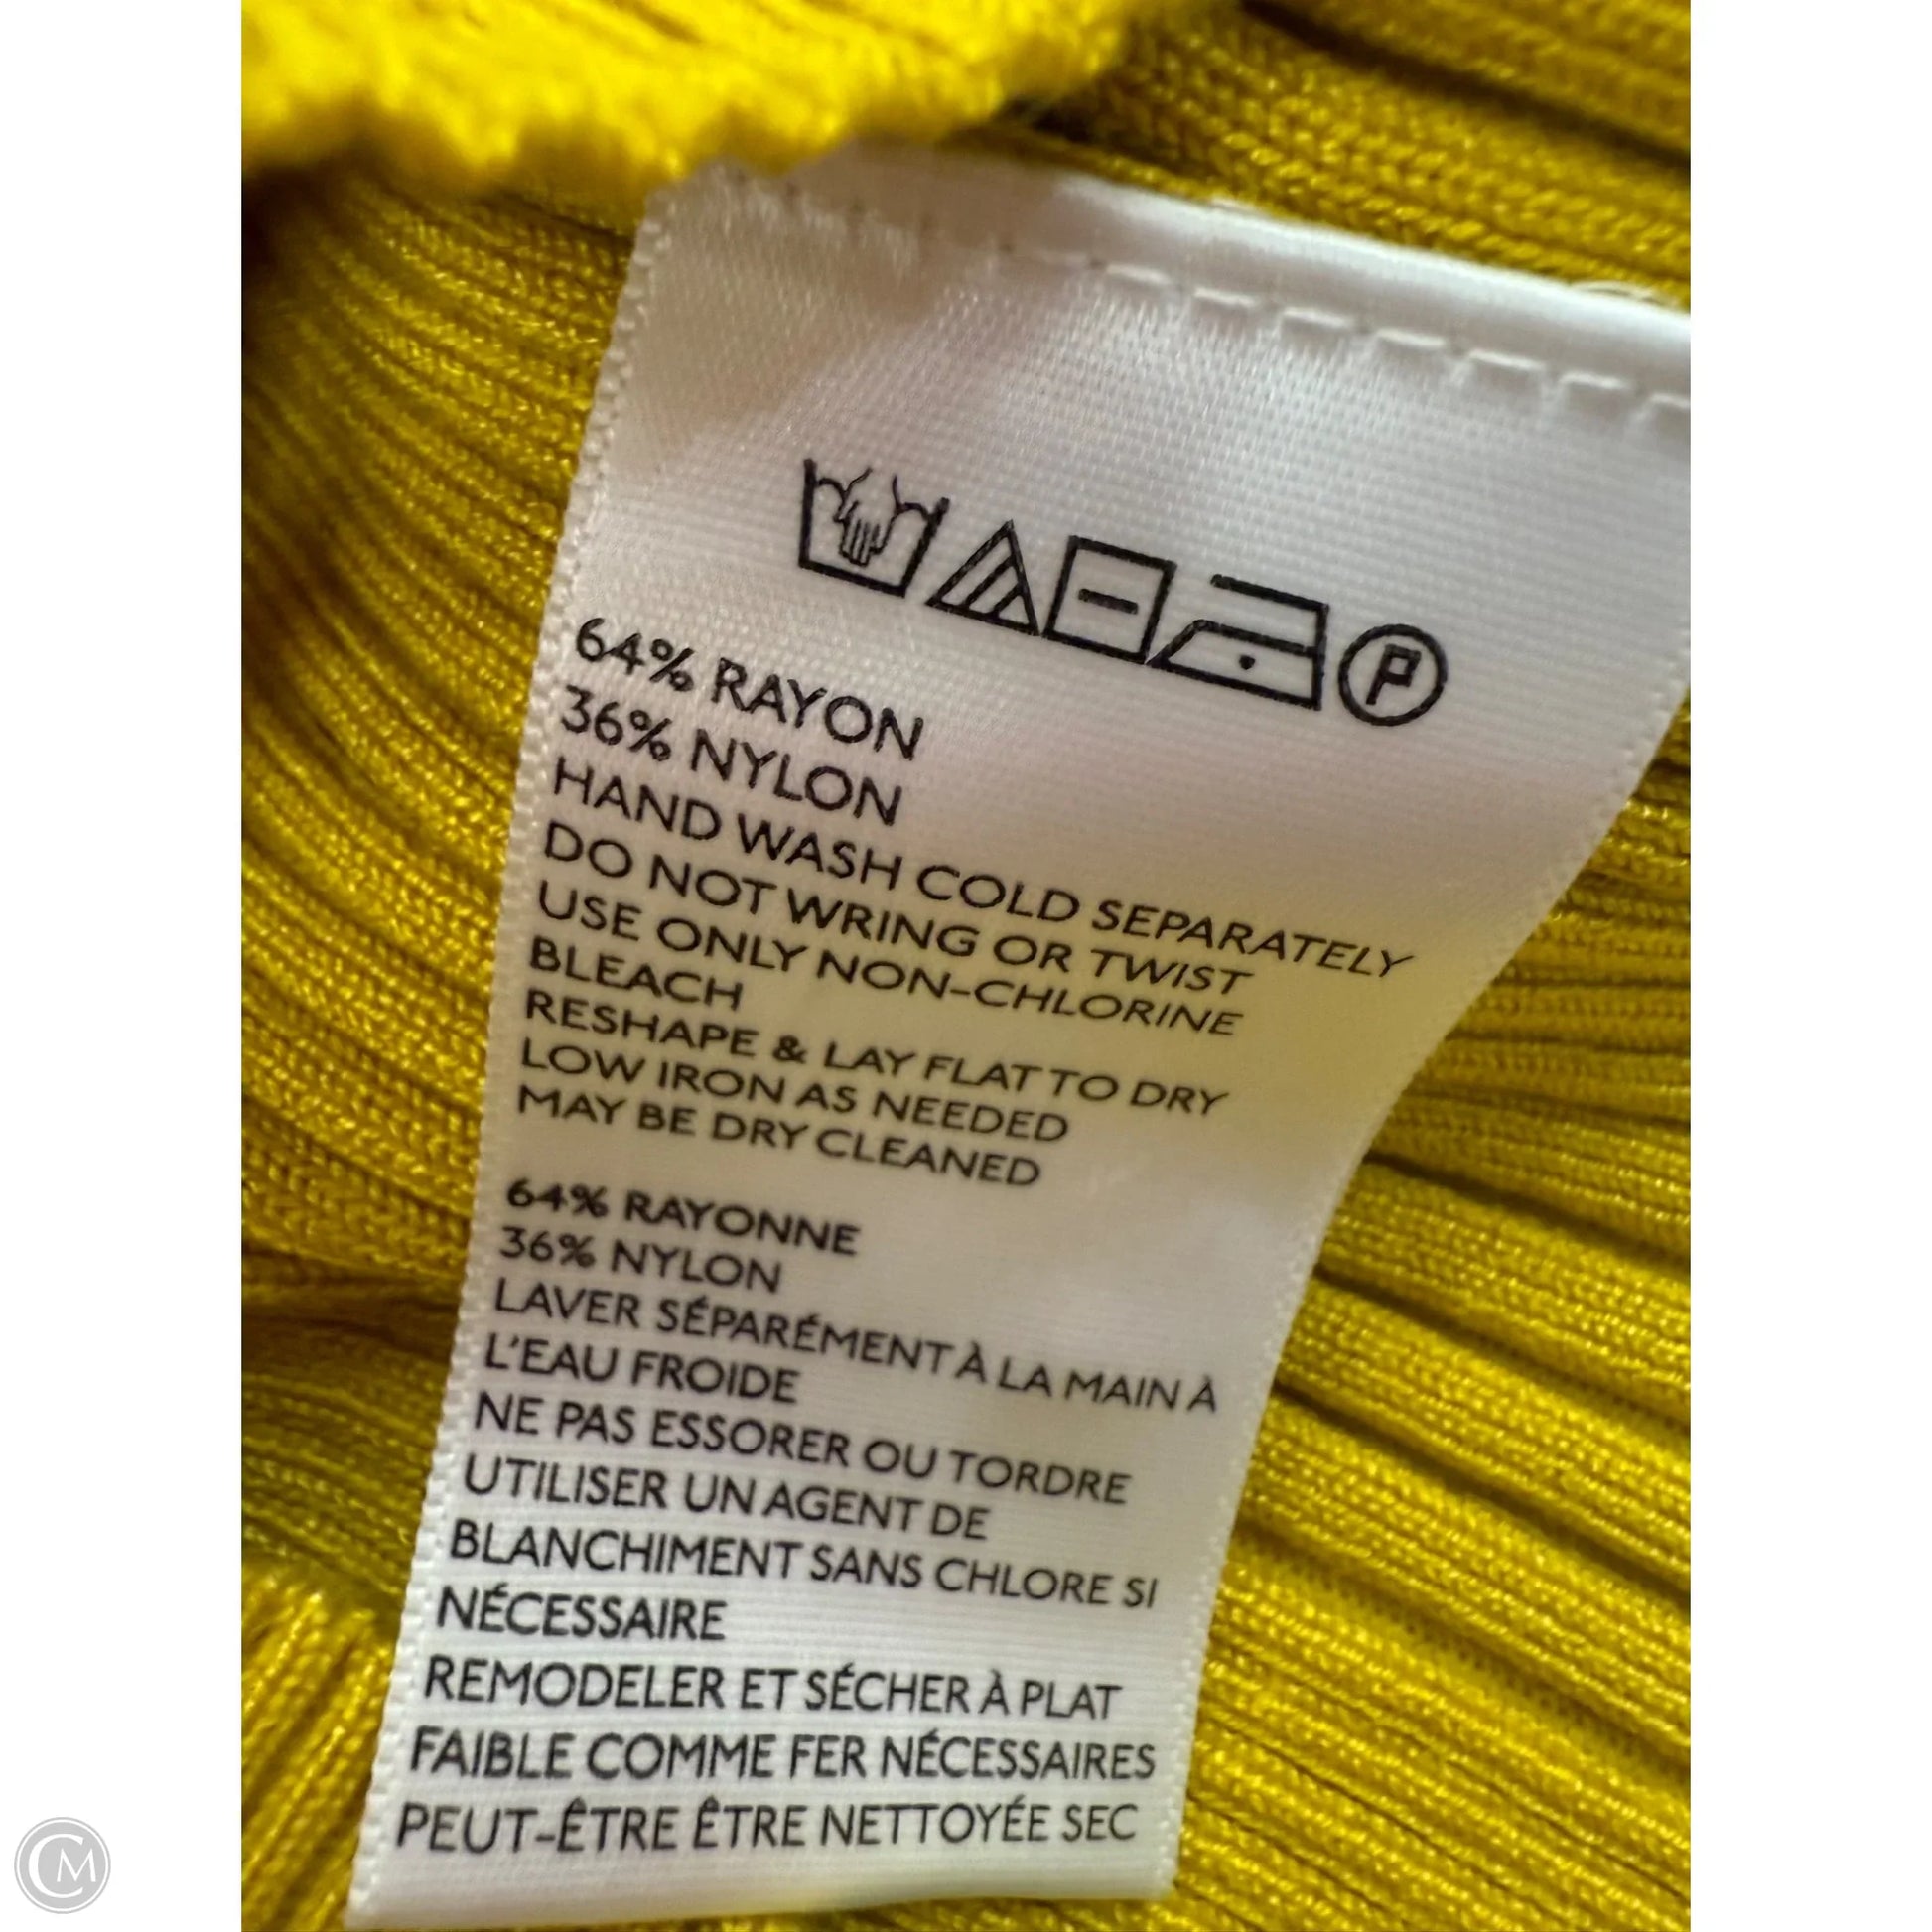 P
64% RAYON
36% NYLON
HAND WASH COLD SEPARATELY
DO NOT WRING OR TWIST
USE ONLY NON-CHLORINE
BLEACH
RESHAPE & LAY FLAT TO DRY
LOW IRON AS NEEDED
MAY BE DRY CLEANED
64% RAYONNE
36% NYLON
LAVER SÉPARÉMENT À LA MAIN À
L'EAU FROIDE
NE PAS ESSORER OU TORDRE
UTILISER UN AGENT DE
BLANCHIMENT SANS CHLORE SI
NÉCESSAIRE
REMODELER ET SÉCHER À PLAT
FAIBLE COMME FER NÉCESSAIRES
PEUT-ÊTRE ÊTRE NETTOYÉE SEC
CM